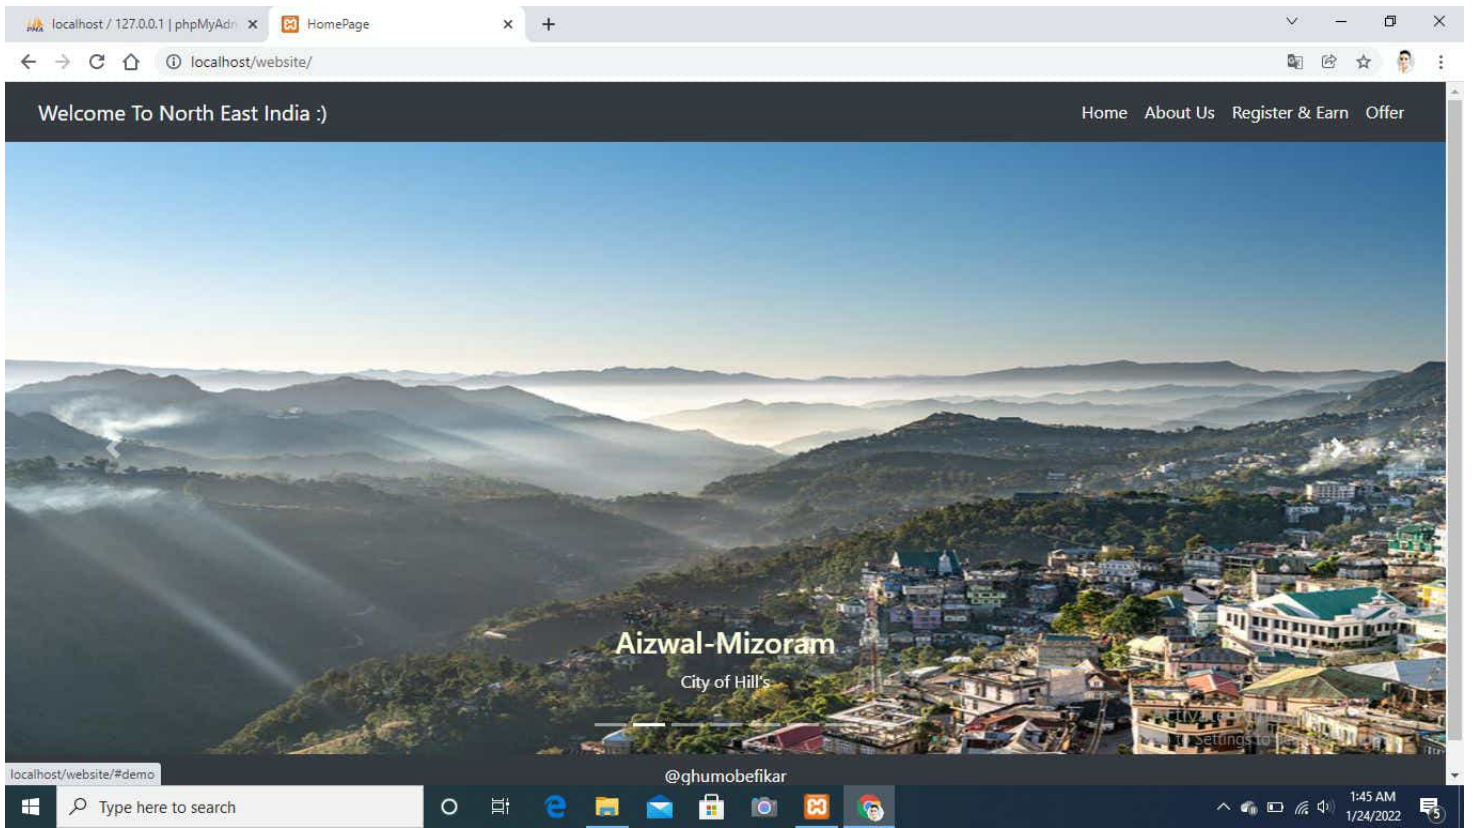 localhost / 127.0.0.1 | phpMyAdn
HomePage
localhost/website/
Welcome To North East India :)
Home About Us Register & Earn Offer
Aizwal-Mizoram
City of Hill's
localhost/website/#demo
@ghumobefikar
Type here to search
1:45 AM
1/24/2022
5